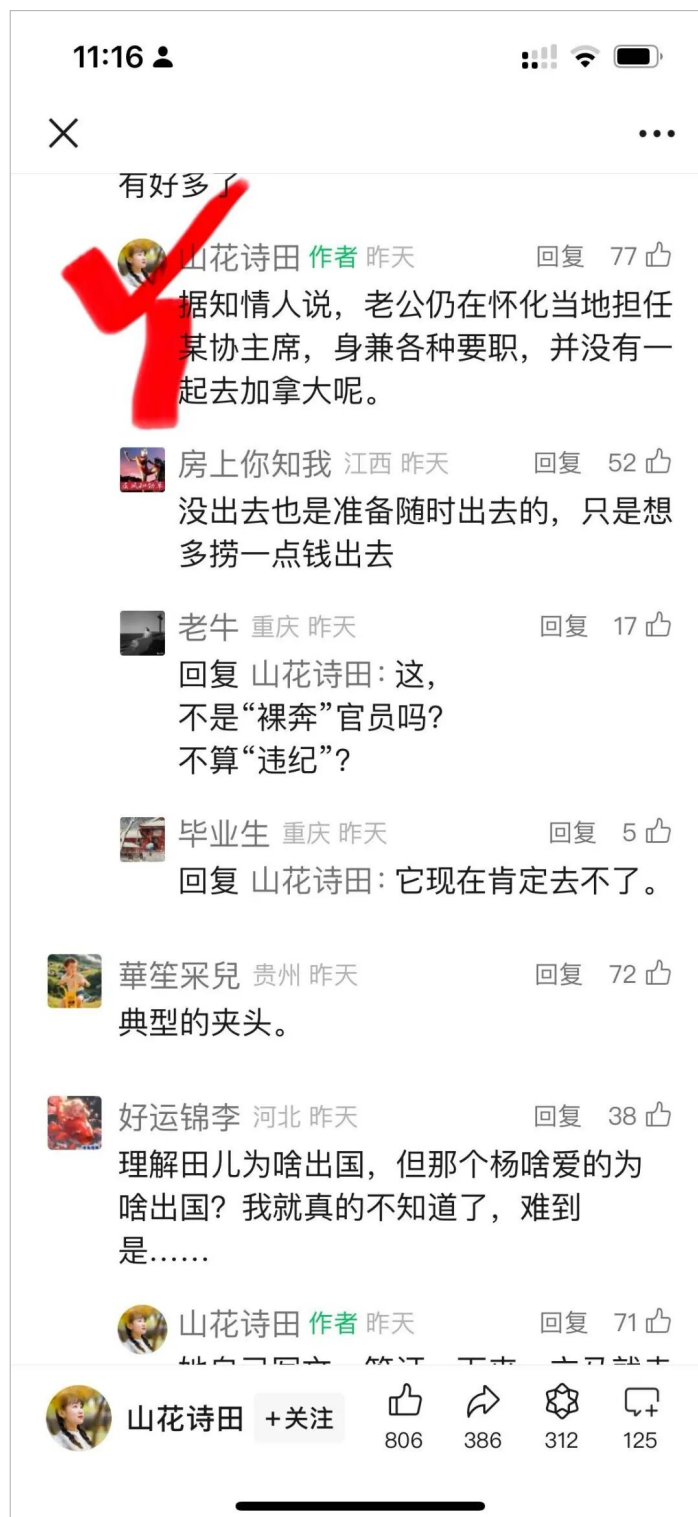 11:16
有好多了
山花诗田 作者 昨天 回复 77
据知情人说，老公仍在怀化当地担任
某协主席，身兼各种要职，并没有一
起去加拿大呢。
房上你知我 江西 昨天 回复 52
没出去也是准备随时出去的，只是想
多捞一点钱出去
老牛 重庆 昨天 回复 17
回复 山花诗田：这，
不是“裸奔”官员吗？
不算“违纪”？
毕业生 重庆 昨天 回复 5
回复 山花诗田：它现在肯定去不了。
華笙寀兒 贵州 昨天 回复 72
典型的夹头。
好运锦李 河北 昨天 回复 38
理解田儿为啥出国，但那个杨啥爱的为
啥出国？我就真的不知道了，难到
是……
山花诗田 作者 昨天 回复 71
山花诗田 +关注
806 386 312 125